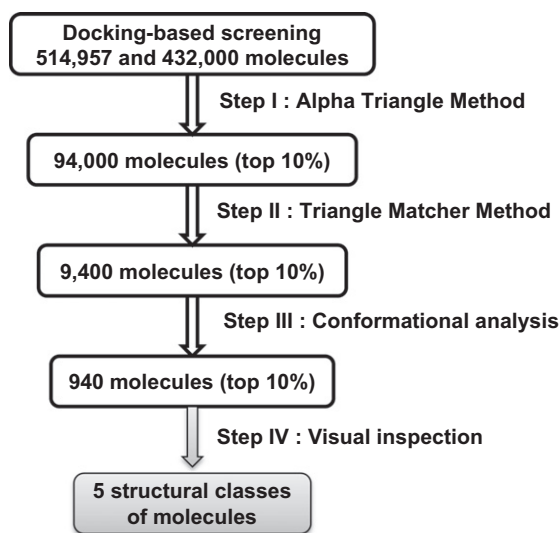 Docking-based screening
514,957 and 432,000 molecules
Step I : Alpha Triangle Method
94,000 molecules (top 10%)
Step II : Triangle Matcher Method
9,400 molecules (top 10%)
Step III : Conformational analysis
940 molecules (top 10%)
Step IV : Visual inspection
5 structural classes
of molecules